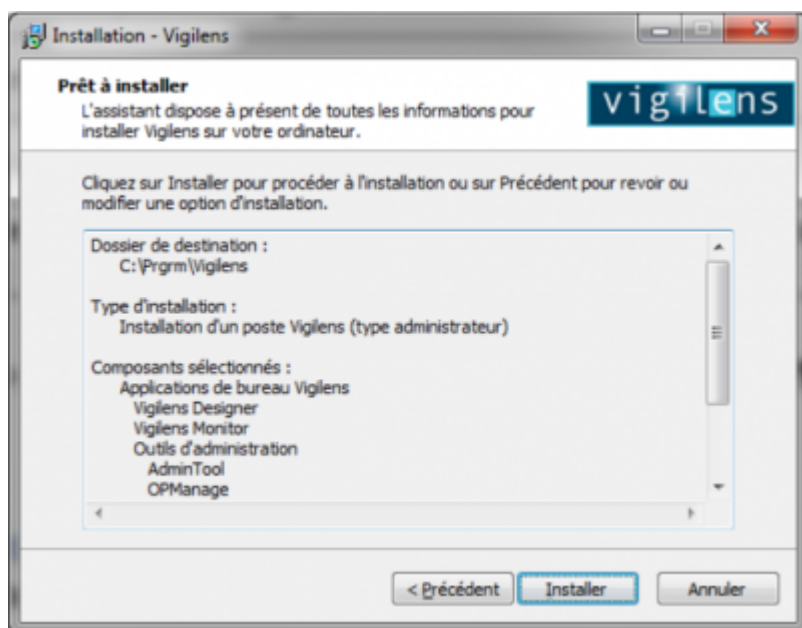 Installation - Vigilens
Prêt à installer
L'assistant dispose à présent de toutes les informations pour
installer Vigilens sur votre ordinateur.
vigilens
Cliquez sur Installer pour procéder à l'installation ou sur Précédent pour revoir ou
modifier une option d'installation.
Dossier de destination :
C:\Prgrm\Vigilens
Type d'installation :
Installation d'un poste Vigilens (type administrateur)
Composants sélectionnés :
Applications de bureau Vigilens
Vigilens Designer
Vigilens Monitor
Outils d'administration
AdminTool
OPManage
< Précédent Installer Annuler